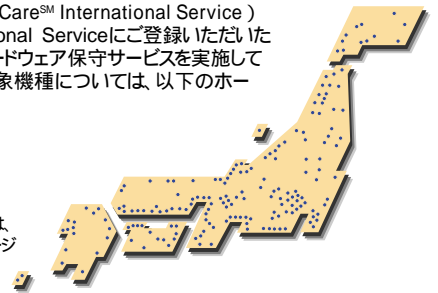 CareSM International Service )
onal Serviceにご登録いただいた
ードウェア保守サービスを実施して
象機種については、以下のホー
は、
ージ